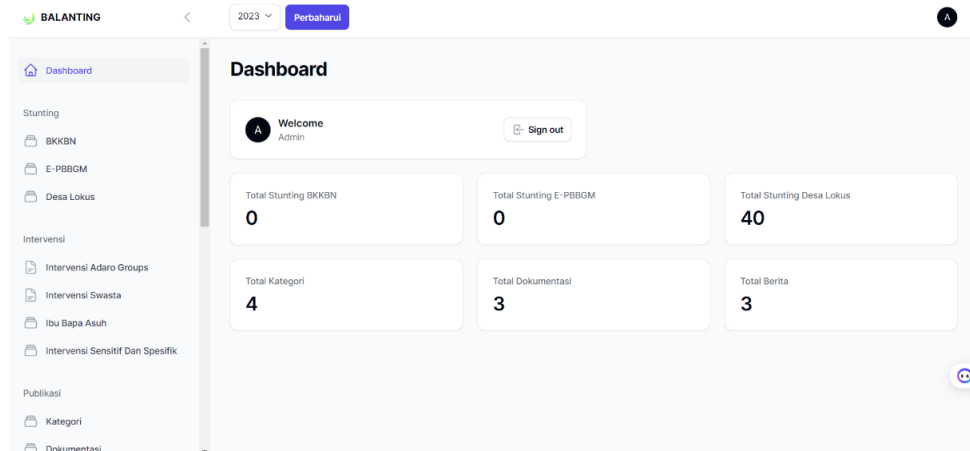 BALANTING
2023
Perbaharui
A
Dashboard
Stunting
BKKBN
E-PBBGM
Desa Lokus
Intervensi
Intervensi Adaro Groups
Intervensi Swasta
Ibu Bapa Asuh
Intervensi Sensitif Dan Spesifik
Publikasi
Kategori
Dokumentasi
Dashboard
A
Welcome
Admin
Sign out
Total Stunting BKKBN
0
Total Stunting E-PBBGM
0
Total Stunting Desa Lokus
40
Total Kategori
4
Total Dokumentasi
3
Total Berita
3